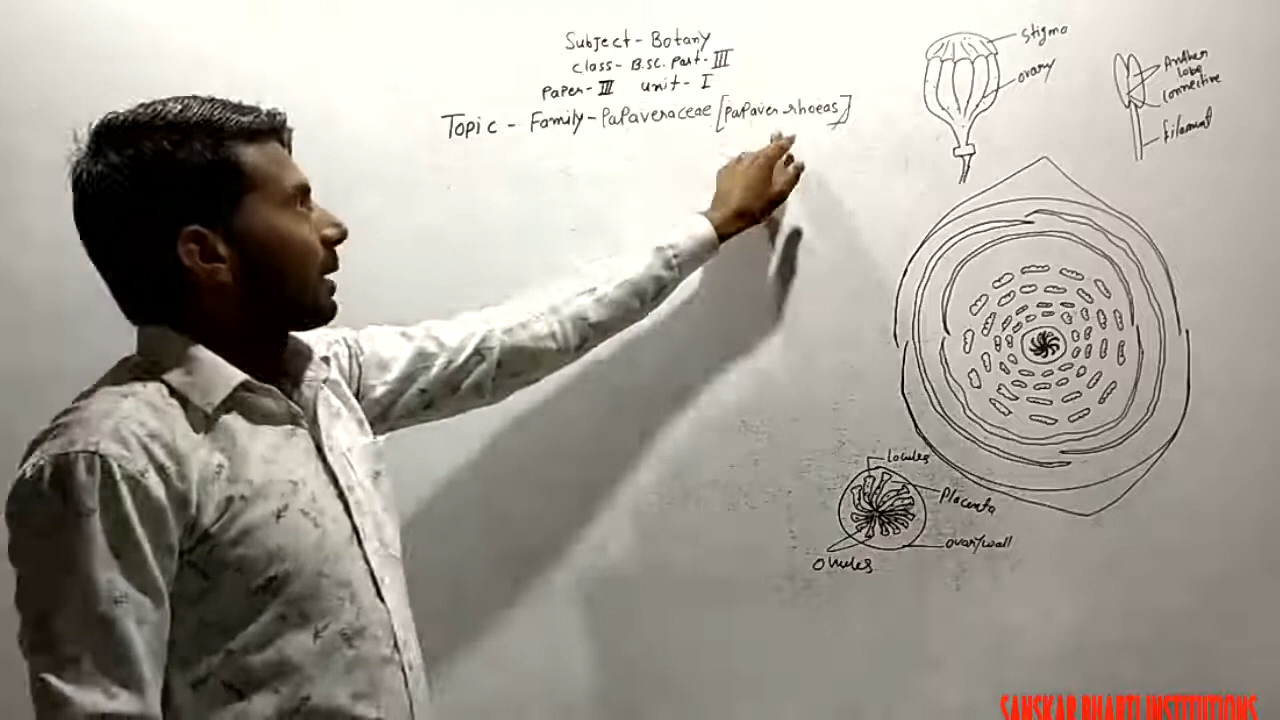 Subject - Botany
Class - B.Sc. Part - III
Paper - III unit - I
Topic - Family - Papaveraceae [Papaver rhoeas]
Stigma
ovary
Anther
lobe
connective
filament
Locules
Placenta
ovary wall
Ovules
SANSKAR BHARTI INSTITUTIONS